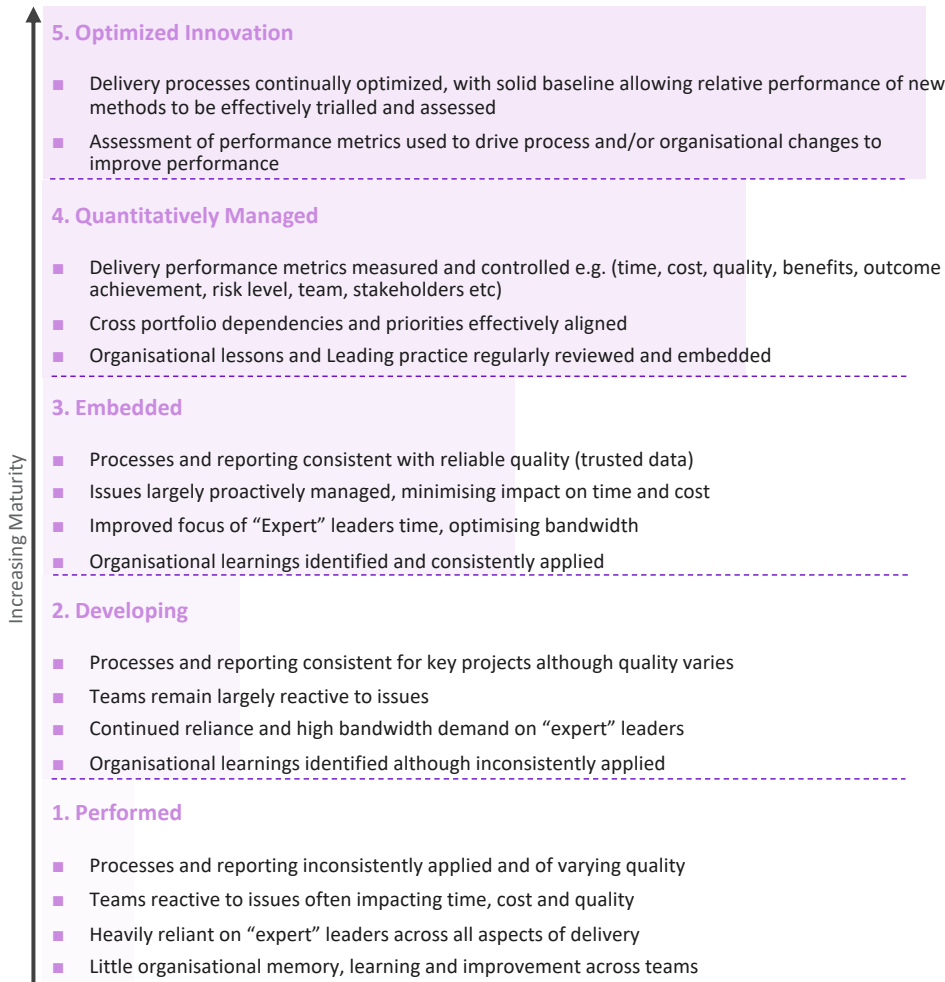 5. Optimized Innovation
■ Delivery processes continually optimized, with solid baseline allowing relative performance of new
methods to be effectively trialled and assessed
■ Assessment of performance metrics used to drive process and/or organisational changes to
improve performance
4. Quantitatively Managed
■ Delivery performance metrics measured and controlled e.g. (time, cost, quality, benefits, outcome
achievement, risk level, team, stakeholders etc)
■ Cross portfolio dependencies and priorities effectively aligned
■ Organisational lessons and Leading practice regularly reviewed and embedded
3. Embedded
■ Processes and reporting consistent with reliable quality (trusted data)
■ Issues largely proactively managed, minimising impact on time and cost
■ Improved focus of “Expert” leaders time, optimising bandwidth
■ Organisational learnings identified and consistently applied
2. Developing
■ Processes and reporting consistent for key projects although quality varies
■ Teams remain largely reactive to issues
■ Continued reliance and high bandwidth demand on “expert” leaders
■ Organisational learnings identified although inconsistently applied
1. Performed
■ Processes and reporting inconsistently applied and of varying quality
■ Teams reactive to issues often impacting time, cost and quality
■ Heavily reliant on “expert” leaders across all aspects of delivery
■ Little organisational memory, learning and improvement across teams
Increasing Maturity